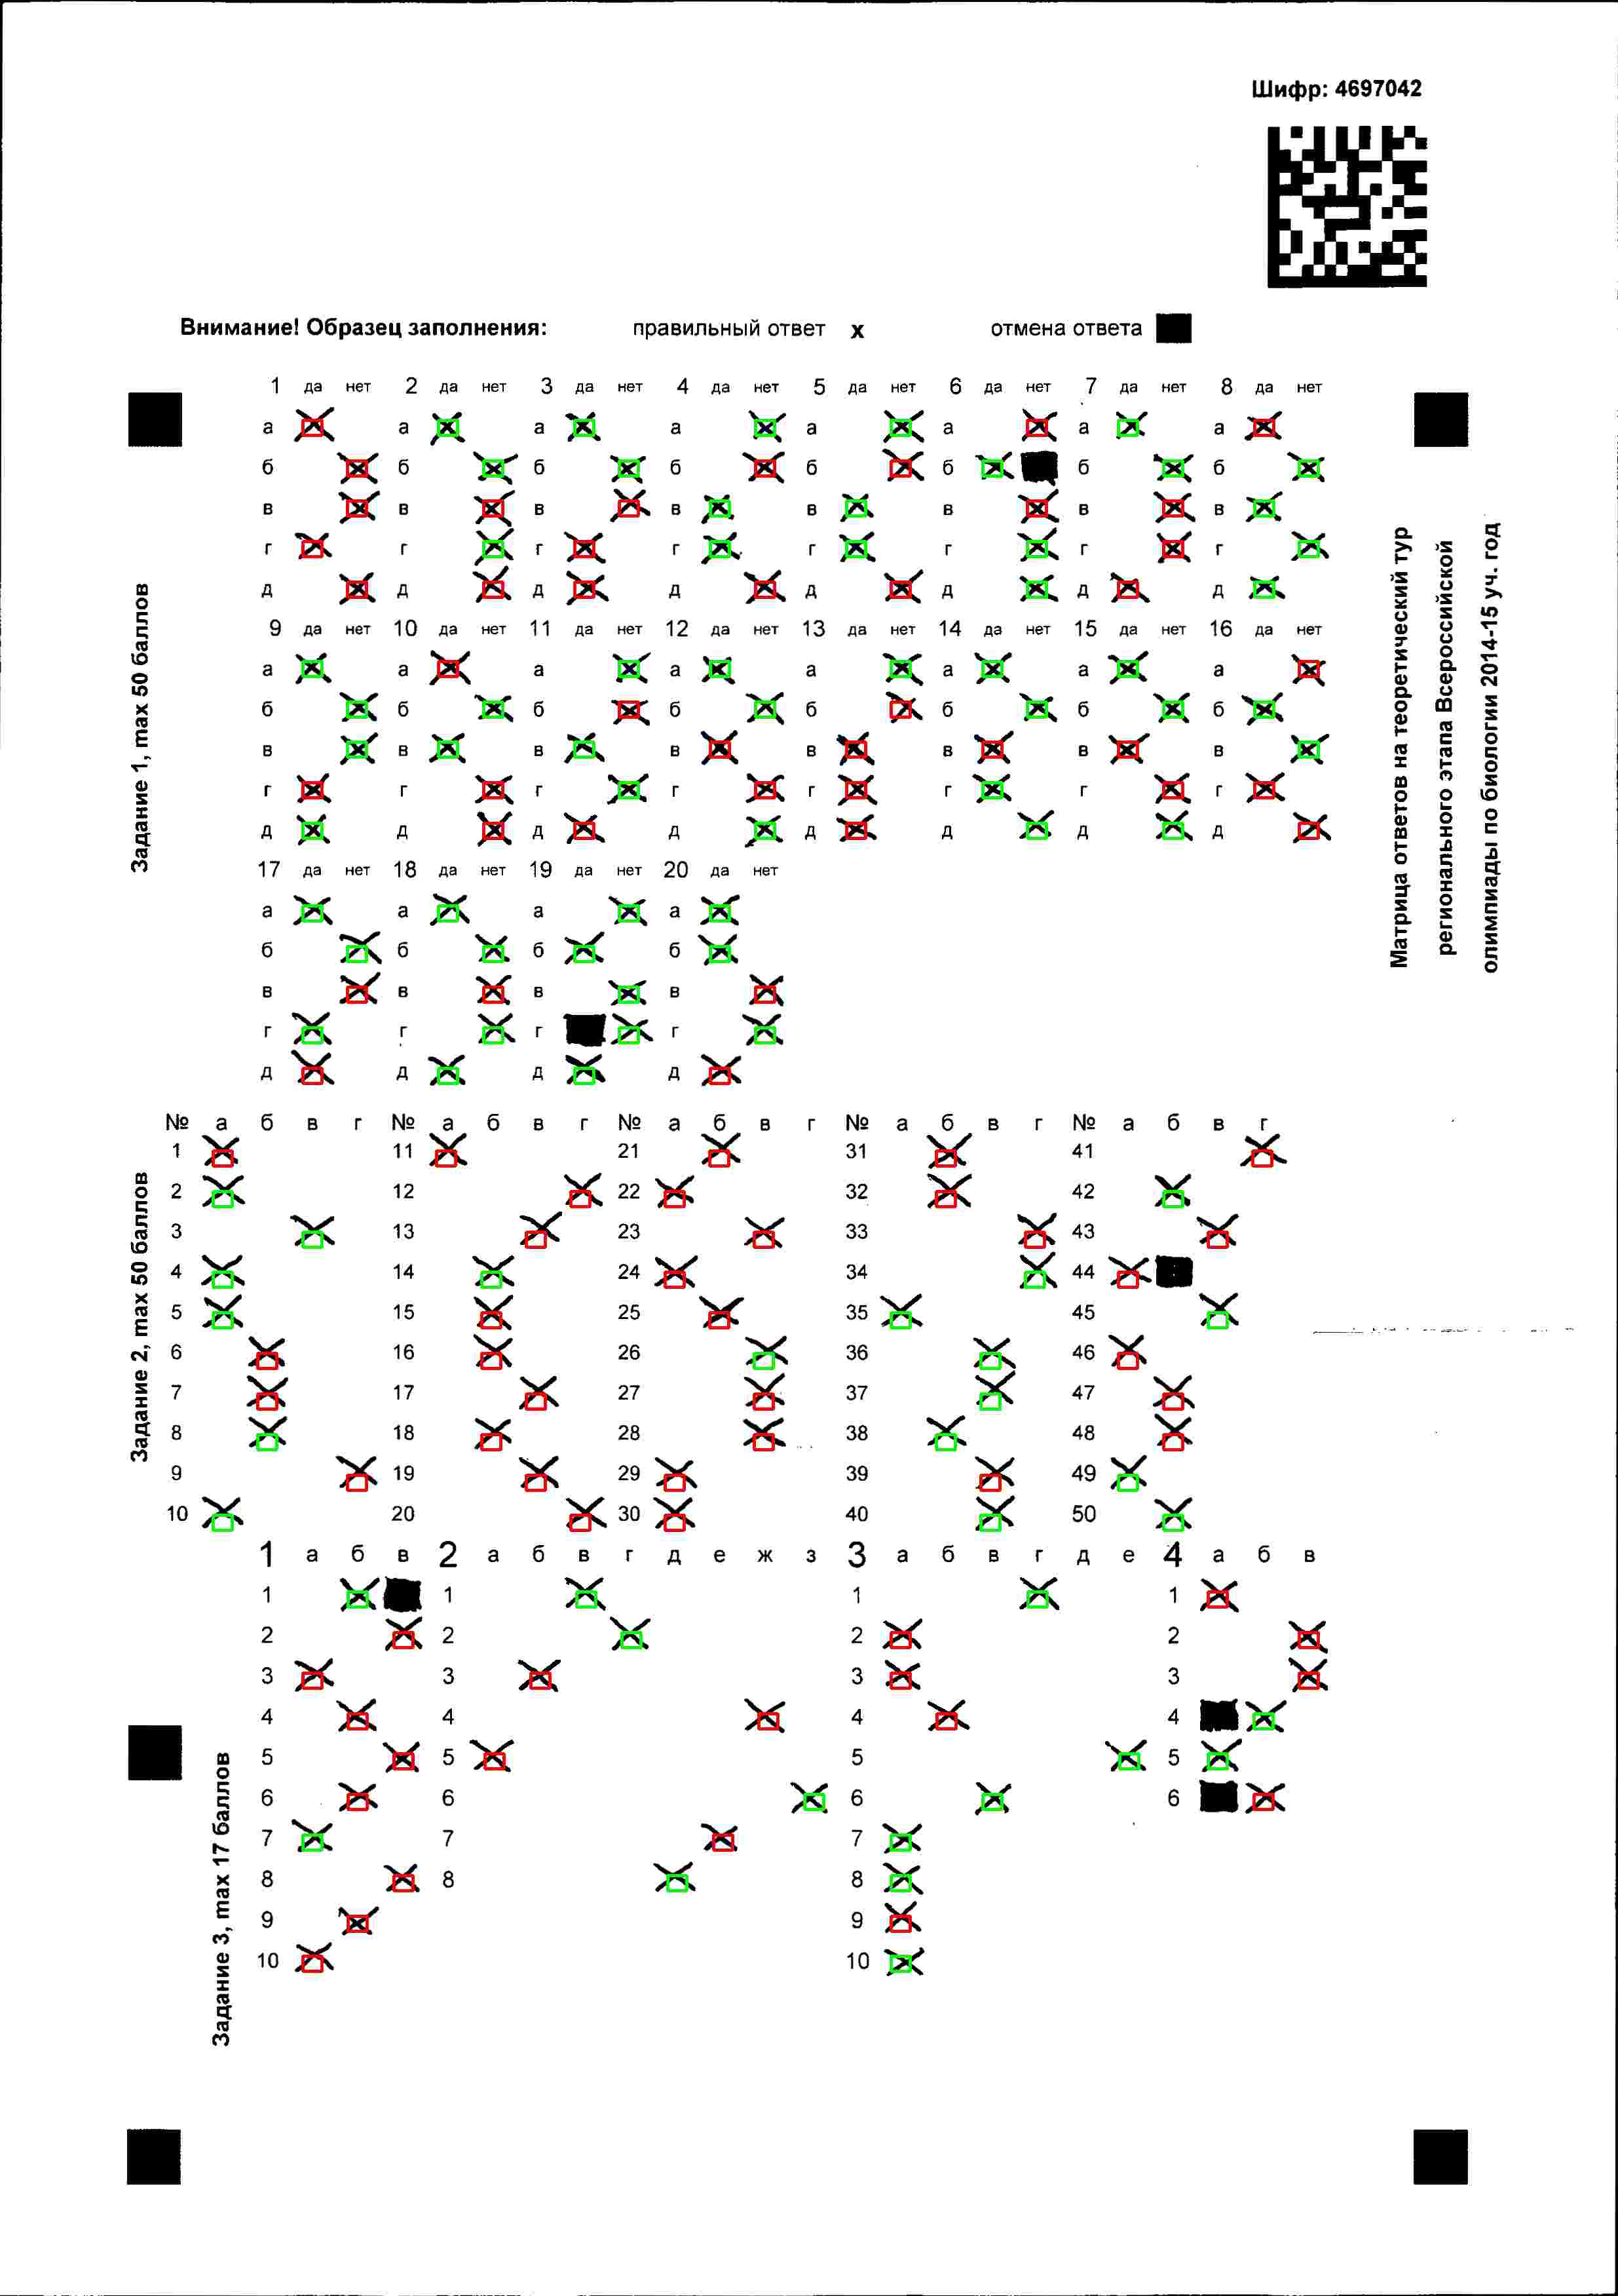 Шифр: 4697042
Внимание! Образец заполнения: правильный ответ x отмена ответа
1 да нет 2 да нет 3 да нет 4 да нет 5 да нет 6 да нет 7 да нет 8 да нет
а а а а а а а а
б б б б б б б б
в в в в в в в в
г г г г г г г г
д д д д д д д д
9 да нет 10 да нет 11 да нет 12 да нет 13 да нет 14 да нет 15 да нет 16 да нет
а а а а а а а а
б б б б б б б б
в в в в в в в в
г г г г г г г г
д д д д д д д д
17 да нет 18 да нет 19 да нет 20 да нет
а а а а
б б б б
в в в в
г г г г
д д д д
Задание 1, max 50 баллов
Матрица ответов на теоретический тур
регионального этапа Всероссийской
олимпиады по биологии 2014-15 уч. год
№ а б в г № а б в г № а б в г № а б в г № а б в г
1 11 21 31 41
2 12 22 32 42
3 13 23 33 43
4 14 24 34 44
5 15 25 35 45
6 16 26 36 46
7 17 27 37 47
8 18 28 38 48
9 19 29 39 49
10 20 30 40 50
Задание 2, max 50 баллов
1 а б в 2 а б в г д е ж з 3 а б в г д е 4 а б в
1 1 1 1
2 2 2 2
3 3 3 3
4 4 4 4
5 5 5 5
6 6 6 6
7 7 7
8 8 8
9 9
10 10
Задание 3, max 17 баллов